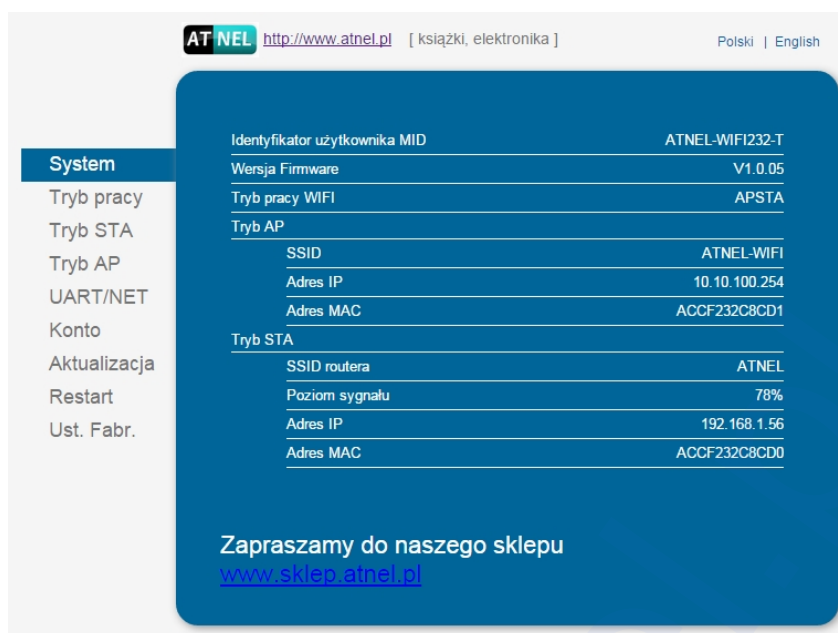 ATNEL http://www.atnel.pl [ książki, elektronika ] Polski | English
System
Tryb pracy
Tryb STA
Tryb AP
UART/NET
Konto
Aktualizacja
Restart
Ust. Fabr.
Identyfikator użytkownika MID ATNEL-WIFI232-T
Wersja Firmware V1.0.05
Tryb pracy WIFI APSTA
Tryb AP
SSID ATNEL-WIFI
Adres IP 10.10.100.254
Adres MAC ACCF232C8CD1
Tryb STA
SSID routera ATNEL
Poziom sygnału 78%
Adres IP 192.168.1.56
Adres MAC ACCF232C8CD0
Zapraszamy do naszego sklepu
www.sklep.atnel.pl